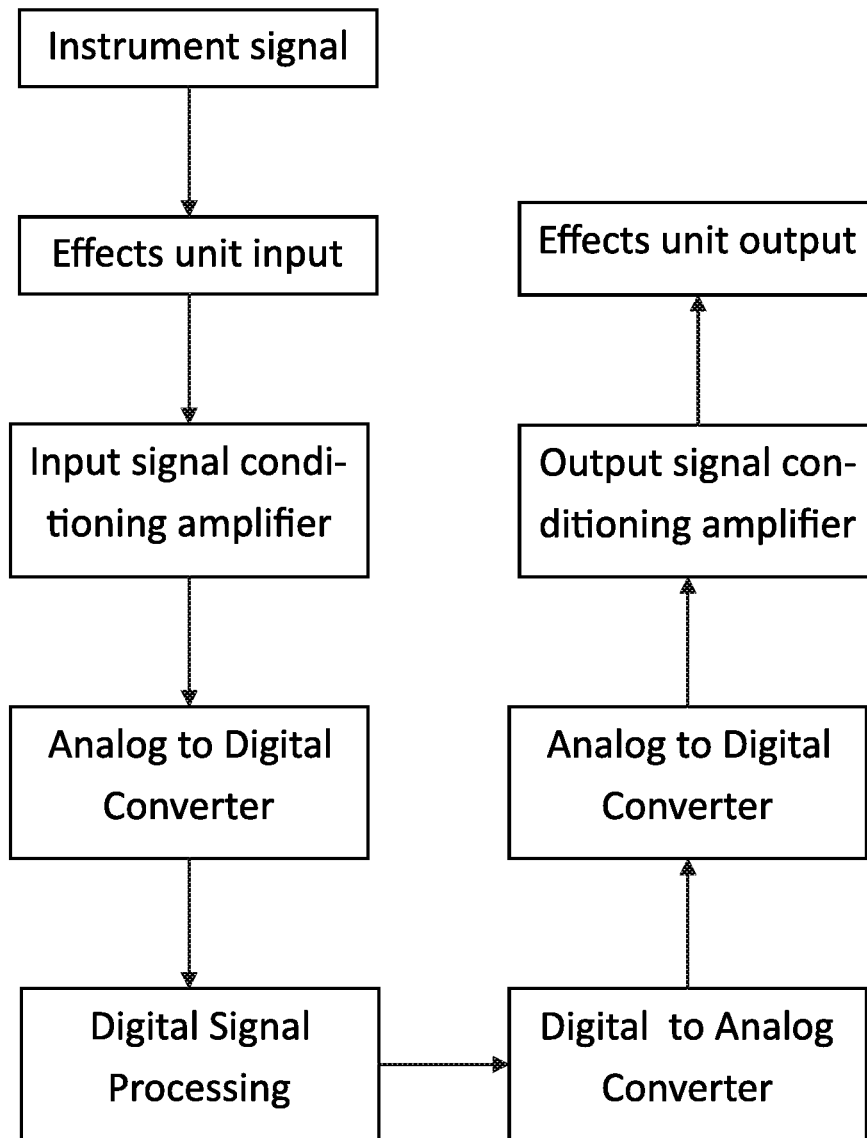 Instrument signal
Effects unit input
Input signal condi-
tioning amplifier
Analog to Digital
Converter
Digital Signal
Processing
Digital to Analog
Converter
Analog to Digital
Converter
Output signal con-
ditioning amplifier
Effects unit output